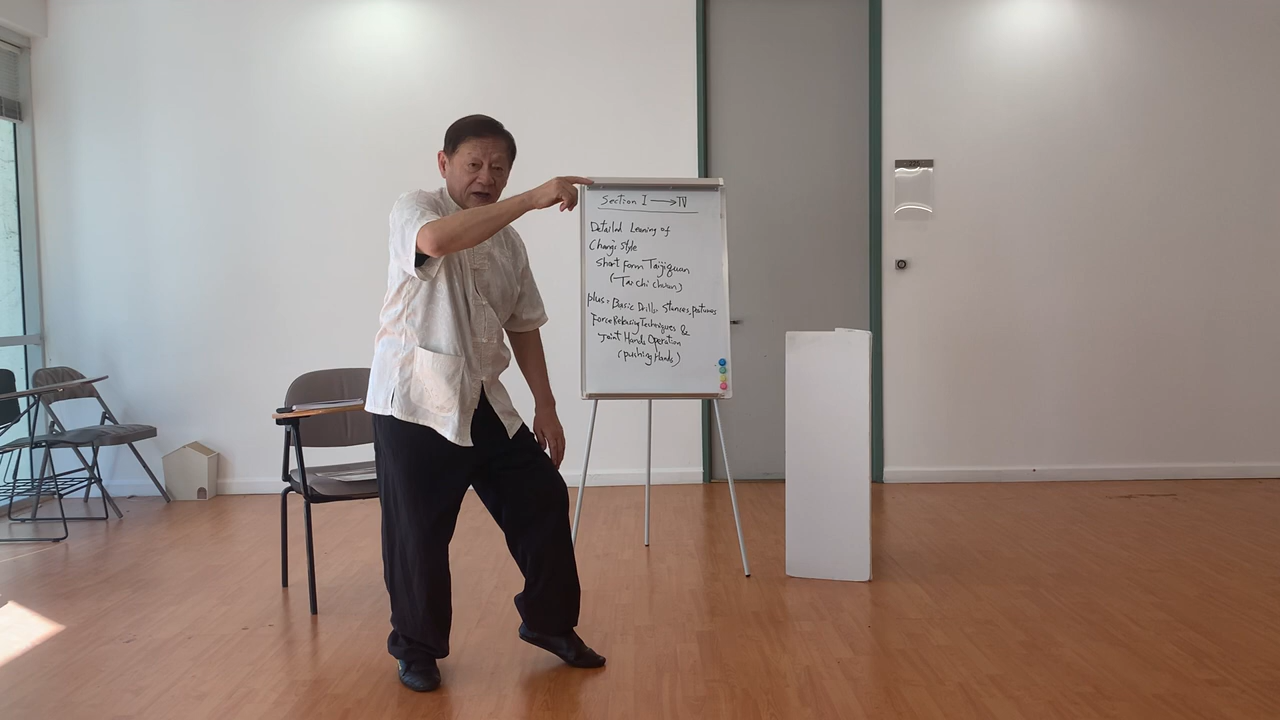 Section I → IV
Detailed Learning of
Chang's Style
Short Form Taijiquan
(Tai chi chuan)
plus: Basic Drills, Stances, postures
Force Releasing Techniques &
Joint Hands Operation
(pushing Hands)